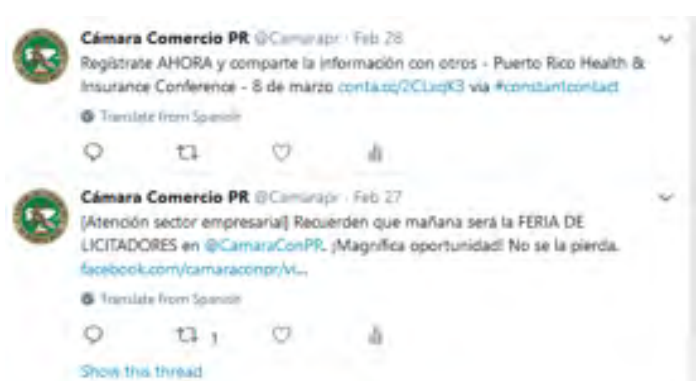 Cámara Comercio PR @Camarapr · Feb 28
Regístrate AHORA y comparte la información con otros - Puerto Rico Health &
Insurance Conference - 8 de marzo conta.cc/2CLxqK3 via #constantcontact
Translate from Spanish
Cámara Comercio PR @Camarapr · Feb 27
[Atención sector empresarial] Recuerden que mañana será la FERIA DE
LICITADORES en @CamaraConPR. ¡Magnífica oportunidad! No se la pierda.
facebook.com/camaraconpr/vi...
Translate from Spanish
1
Show this thread